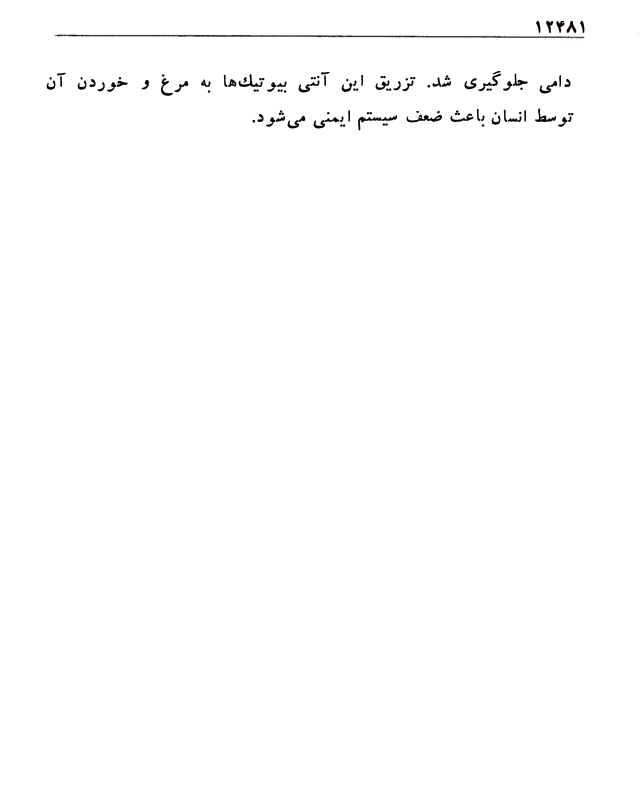 ۱۲۴۸۱
دامی جلوگیری شد. تزریق این آنتی بیوتیك‌ها به مرغ و خوردن آن
توسط انسان باعث ضعف سیستم ایمنی می‌شود.